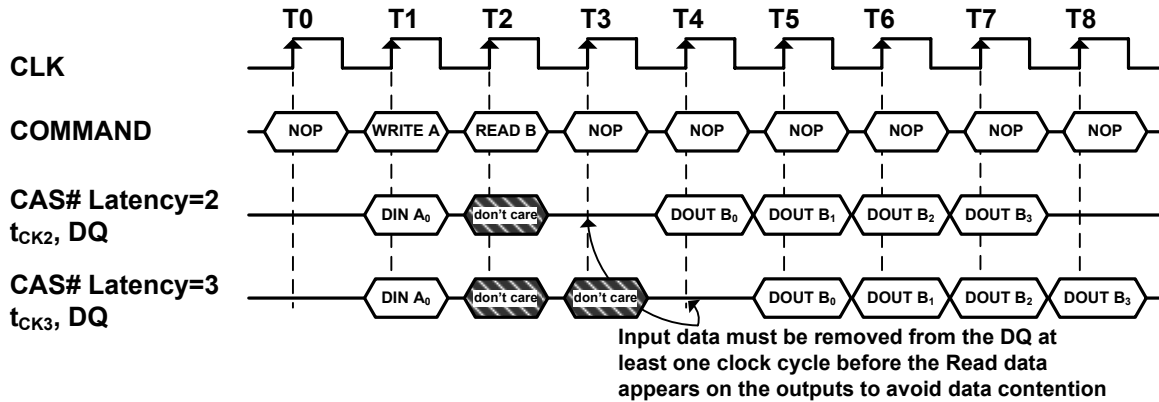 T0 T1 T2 T3 T4 T5 T6 T7 T8
CLK
COMMAND NOP WRITE A READ B NOP NOP NOP NOP NOP NOP
CAS# Latency=2
tCK2, DQ DIN A0 don't care DOUT B0 DOUT B1 DOUT B2 DOUT B3
CAS# Latency=3
tCK3, DQ DIN A0 don't care don't care DOUT B0 DOUT B1 DOUT B2 DOUT B3
Input data must be removed from the DQ at
least one clock cycle before the Read data
appears on the outputs to avoid data contention